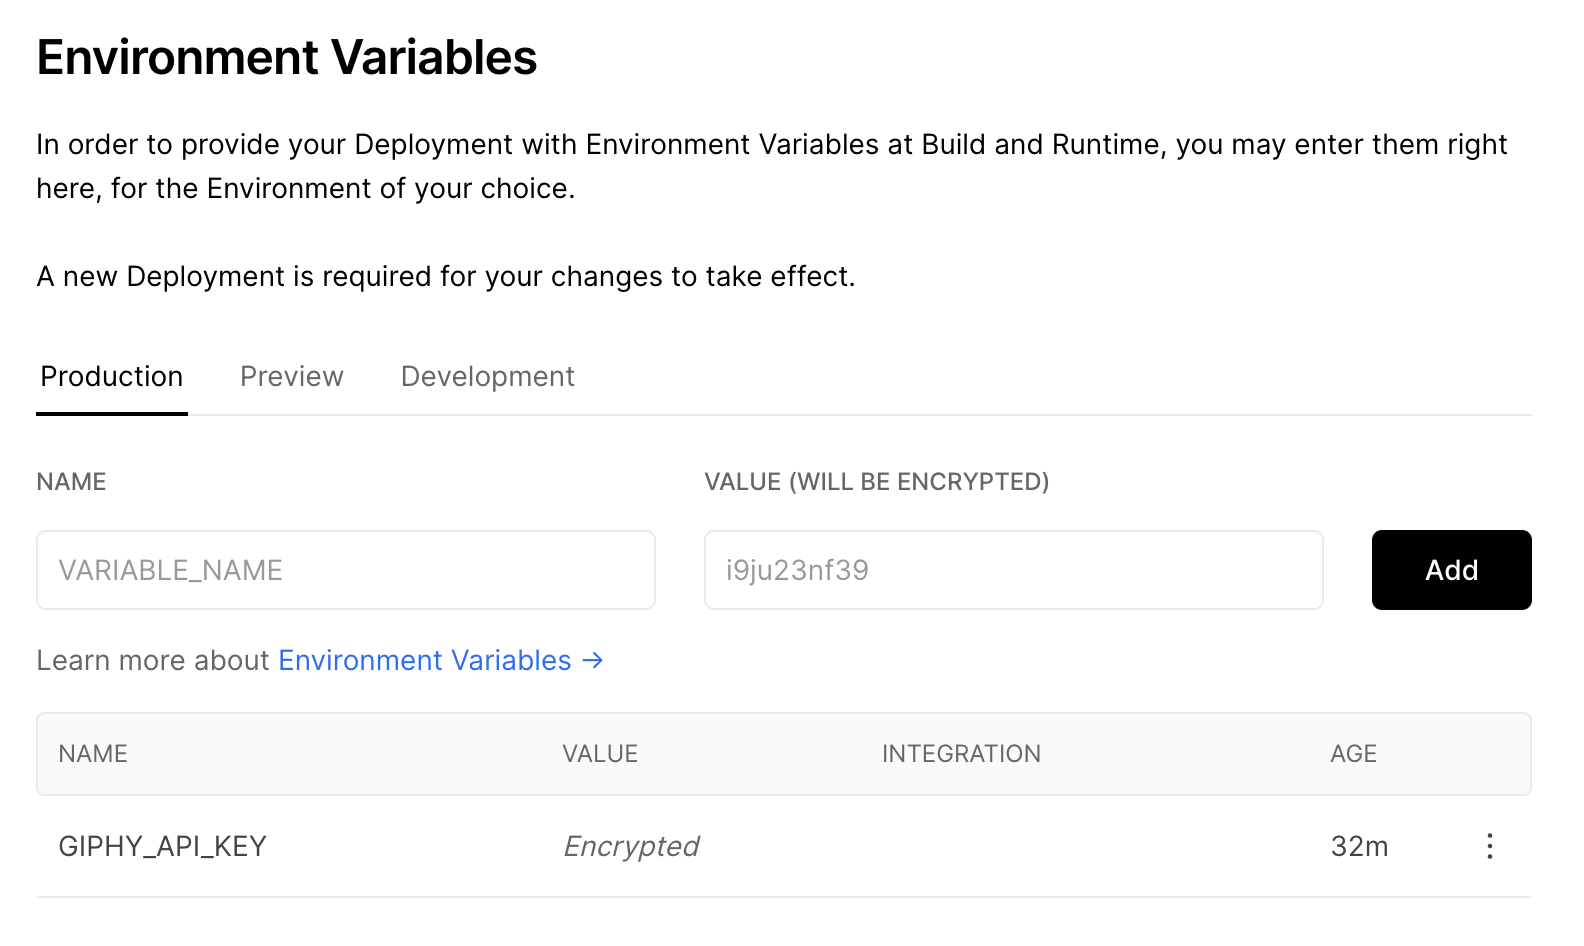 Environment Variables
In order to provide your Deployment with Environment Variables at Build and Runtime, you may enter them right
here, for the Environment of your choice.
A new Deployment is required for your changes to take effect.
Production Preview Development
NAME VALUE (WILL BE ENCRYPTED)
VARIABLE_NAME i9ju23nf39 Add
Learn more about Environment Variables →
NAME VALUE INTEGRATION AGE
GIPHY_API_KEY Encrypted 32m